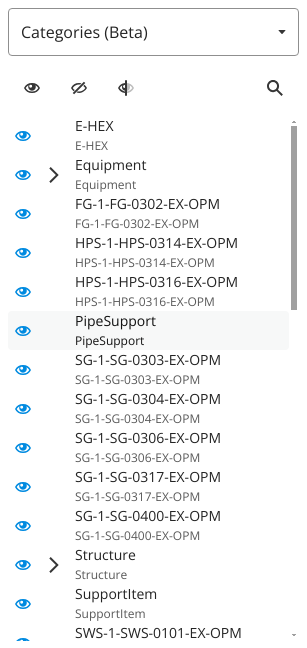 Categories (Beta)
E-HEX
E-HEX
Equipment
Equipment
FG-1-FG-0302-EX-OPM
FG-1-FG-0302-EX-OPM
HPS-1-HPS-0314-EX-OPM
HPS-1-HPS-0314-EX-OPM
HPS-1-HPS-0316-EX-OPM
HPS-1-HPS-0316-EX-OPM
PipeSupport
PipeSupport
SG-1-SG-0303-EX-OPM
SG-1-SG-0303-EX-OPM
SG-1-SG-0304-EX-OPM
SG-1-SG-0304-EX-OPM
SG-1-SG-0306-EX-OPM
SG-1-SG-0306-EX-OPM
SG-1-SG-0317-EX-OPM
SG-1-SG-0317-EX-OPM
SG-1-SG-0400-EX-OPM
SG-1-SG-0400-EX-OPM
Structure
Structure
SupportItem
SupportItem
SWS-1-SWS-0101-EX-OPM